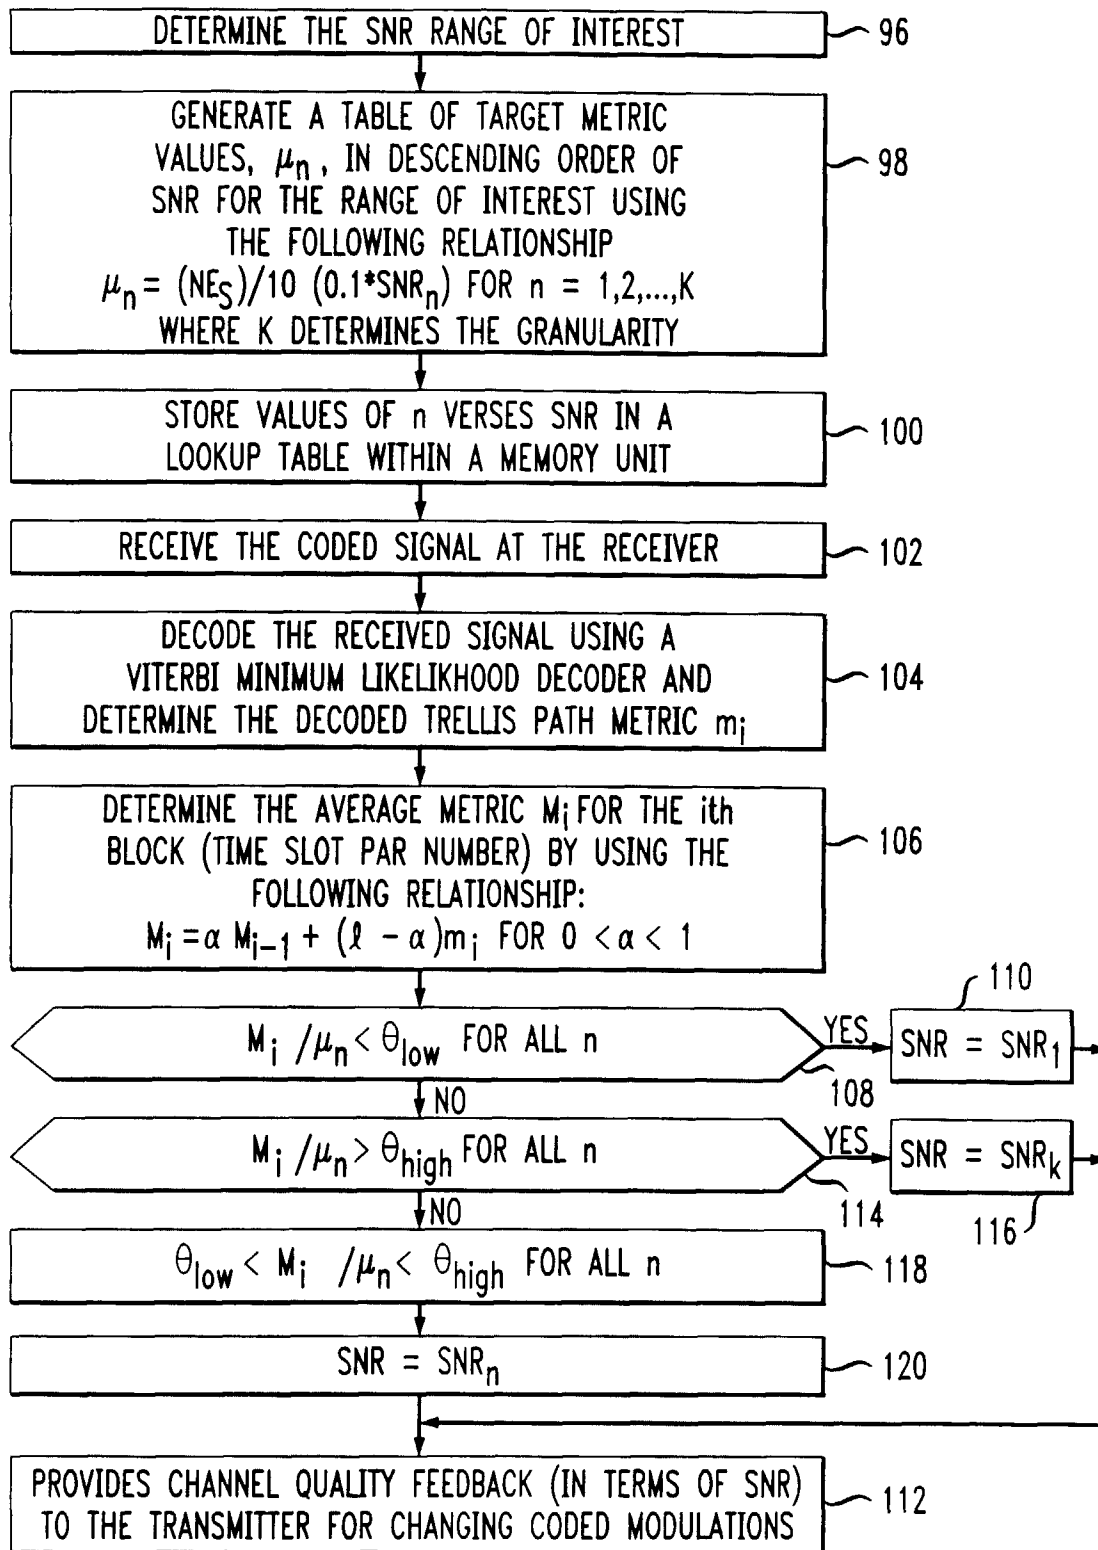 DETERMINE THE SNR RANGE OF INTEREST
96
GENERATE A TABLE OF TARGET METRIC
VALUES, μn, IN DESCENDING ORDER OF
SNR FOR THE RANGE OF INTEREST USING
THE FOLLOWING RELATIONSHIP
μn = (NES)/10 (0.1*SNRn) FOR n = 1,2,...,K
WHERE K DETERMINES THE GRANULARITY
98
STORE VALUES OF n VERSES SNR IN A
LOOKUP TABLE WITHIN A MEMORY UNIT
100
RECEIVE THE CODED SIGNAL AT THE RECEIVER
102
DECODE THE RECEIVED SIGNAL USING A
VITERBI MINIMUM LIKELIKHOOD DECODER AND
DETERMINE THE DECODED TRELLIS PATH METRIC mi
104
DETERMINE THE AVERAGE METRIC Mi FOR THE ith
BLOCK (TIME SLOT PAR NUMBER) BY USING THE
FOLLOWING RELATIONSHIP:
Mi = α Mi-1 + (ℓ - α)mi FOR 0 < α < 1
106
Mi /μn < θlow FOR ALL n
108
YES
SNR = SNR1
110
NO
Mi /μn > θhigh FOR ALL n
114
YES
SNR = SNRk
116
NO
θlow < Mi /μn < θhigh FOR ALL n
118
SNR = SNRn
120
PROVIDES CHANNEL QUALITY FEEDBACK (IN TERMS OF SNR)
TO THE TRANSMITTER FOR CHANGING CODED MODULATIONS
112